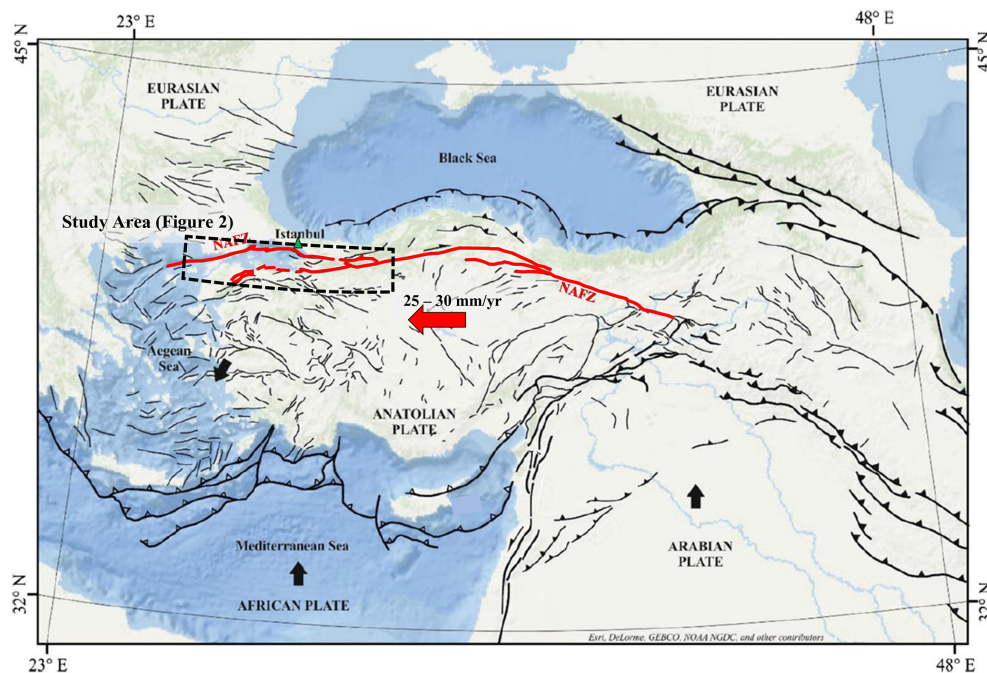 23° E
48° E
45° N
45° N
EURASIAN
PLATE
EURASIAN
PLATE
Black Sea
Study Area (Figure 2)
Istanbul
NAFZ
NAFZ
25 – 30 mm/yr
Aegean
Sea
ANATOLIAN
PLATE
Mediterranean Sea
AFRICAN PLATE
ARABIAN
PLATE
32° N
32° N
Esri, DeLorme, GEBCO, NOAA NGDC, and other contributors
23° E
48° E